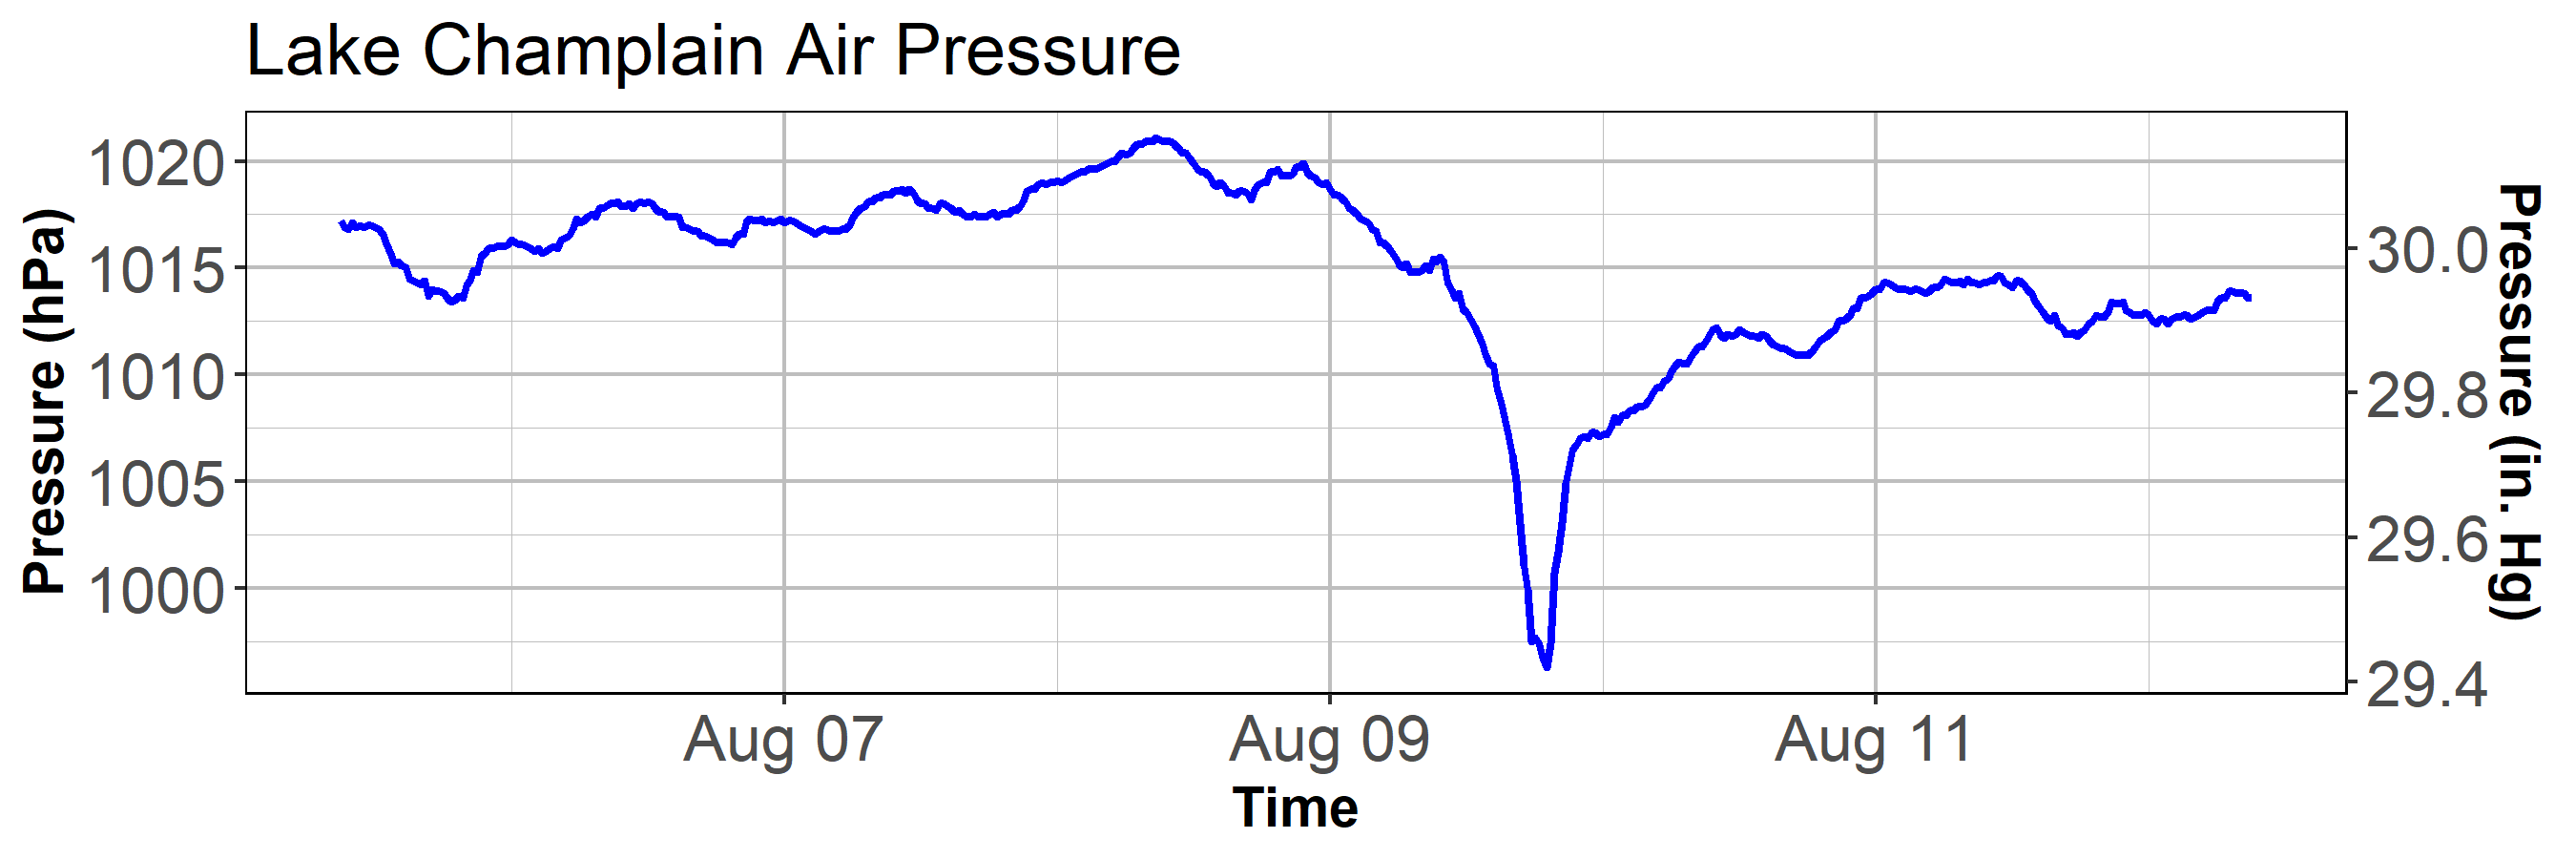 Lake Champlain Air Pressure
Pressure (hPa)
1020
1015
1010
1005
1000
Pressure (in. Hg)
30.0
29.8
29.6
29.4
Aug 07
Aug 09
Aug 11
Time